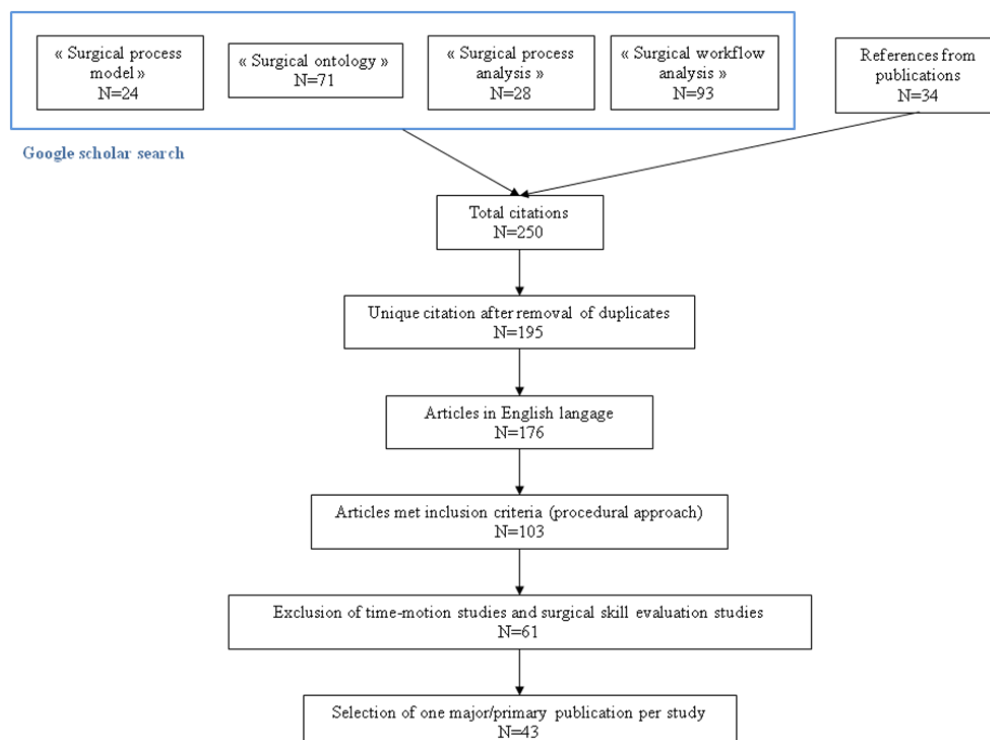 « Surgical process
model »
N=24
« Surgical ontology »
N=71
« Surgical process
analysis »
N=28
« Surgical workflow
analysis »
N=93
References from
publications
N=34
Google scholar search
Total citations
N=250
Unique citation after removal of duplicates
N=195
Articles in English langage
N=176
Articles met inclusion criteria (procedural approach)
N=103
Exclusion of time-motion studies and surgical skill evaluation studies
N=61
Selection of one major/primary publication per study
N=43